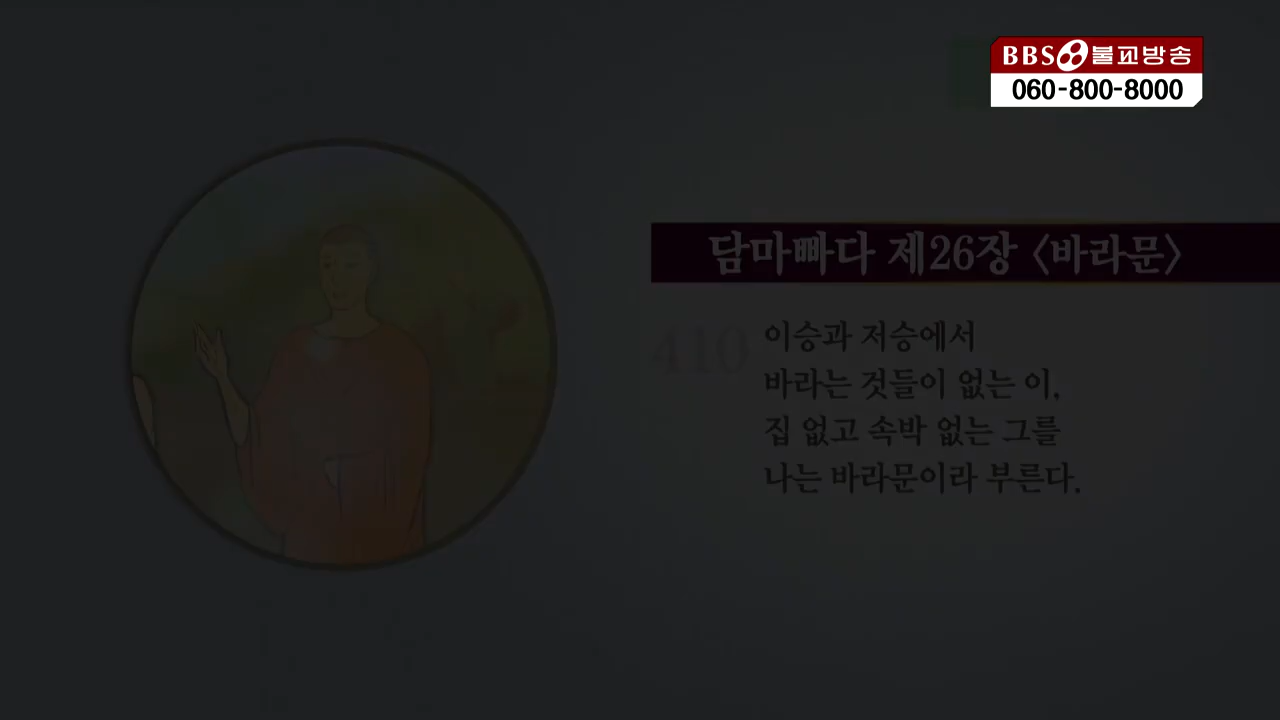 BBS 불교방송
060-800-8000
담마빠다 제26장 〈바라문〉
410
이승과 저승에서
바라는 것들이 없는 이,
집 없고 속박 없는 그를
나는 바라문이라 부른다.